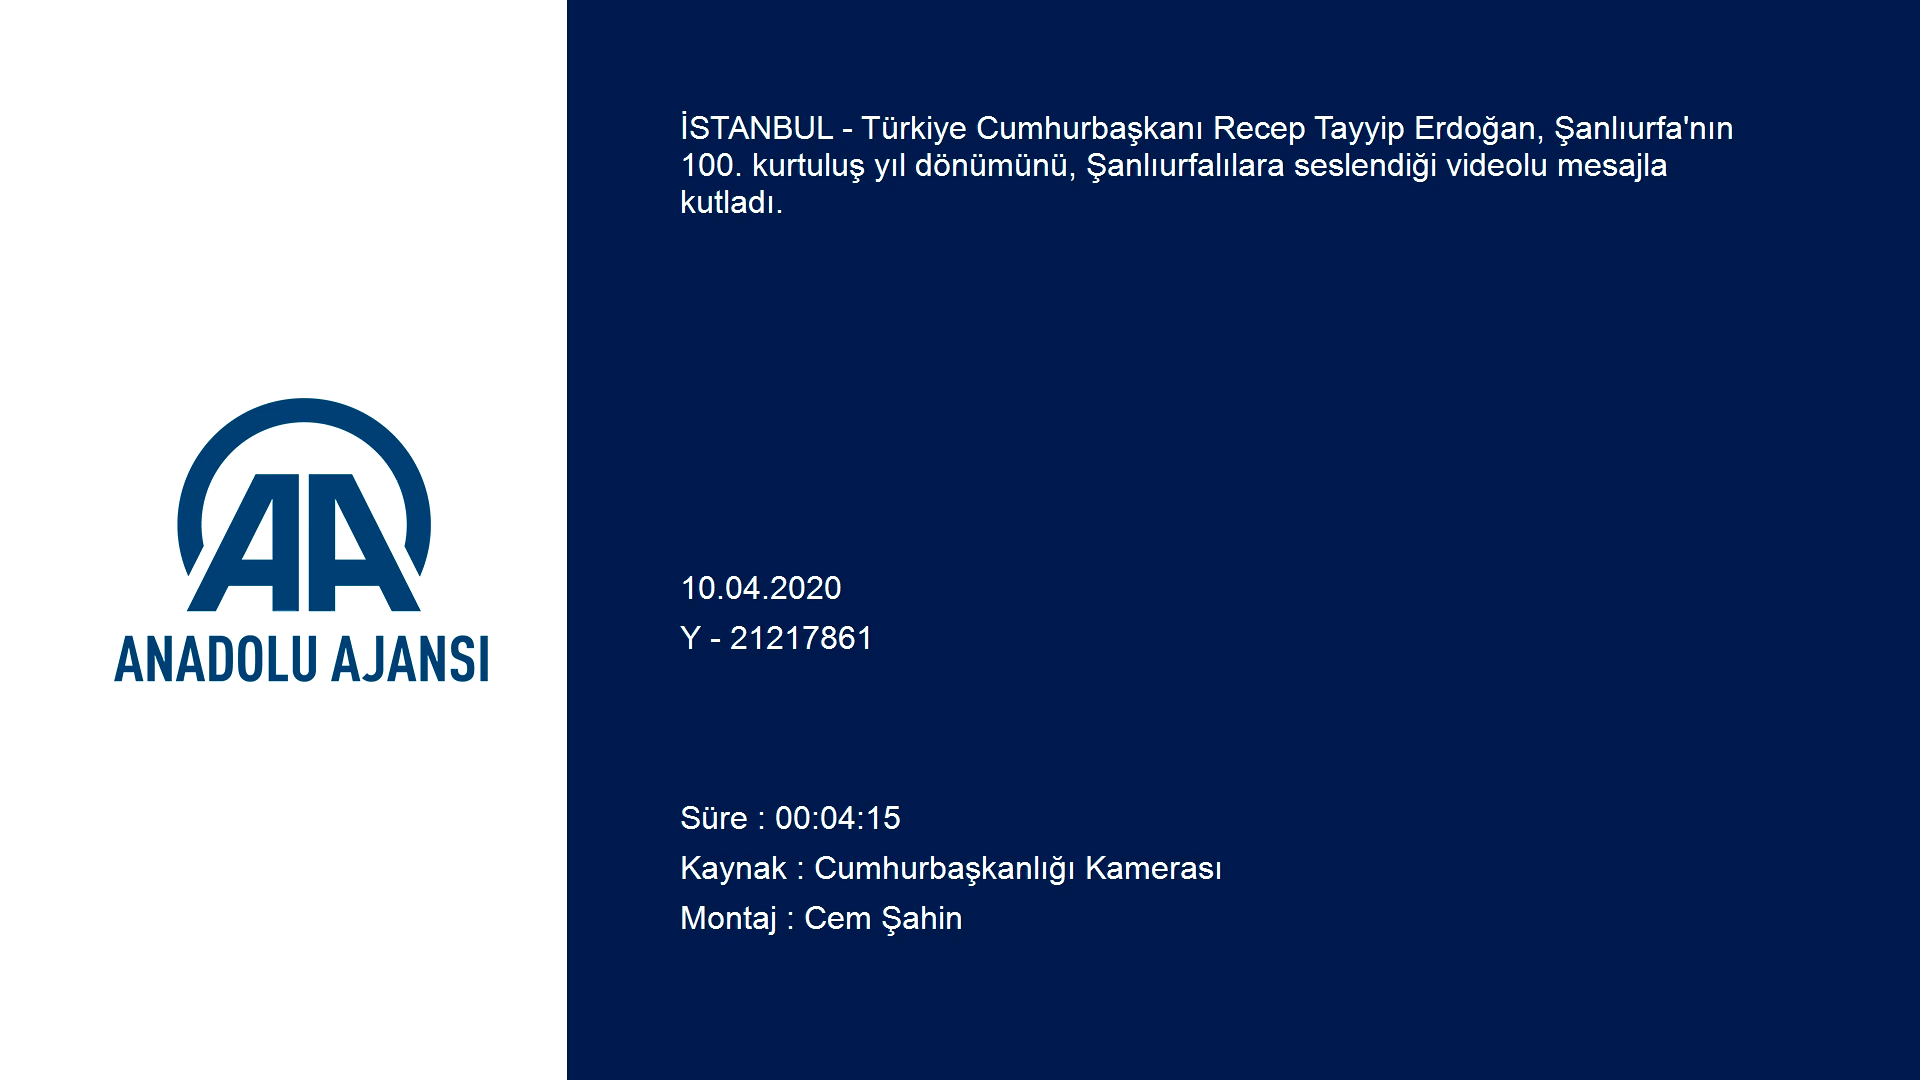 İSTANBUL - Türkiye Cumhurbaşkanı Recep Tayyip Erdoğan, Şanlıurfa'nın
100. kurtuluş yıl dönümünü, Şanlıurfalılara seslendiği videolu mesajla
kutladı.
AA
ANADOLU AJANSI
10.04.2020
Y - 21217861
Süre : 00:04:15
Kaynak : Cumhurbaşkanlığı Kamerası
Montaj : Cem Şahin